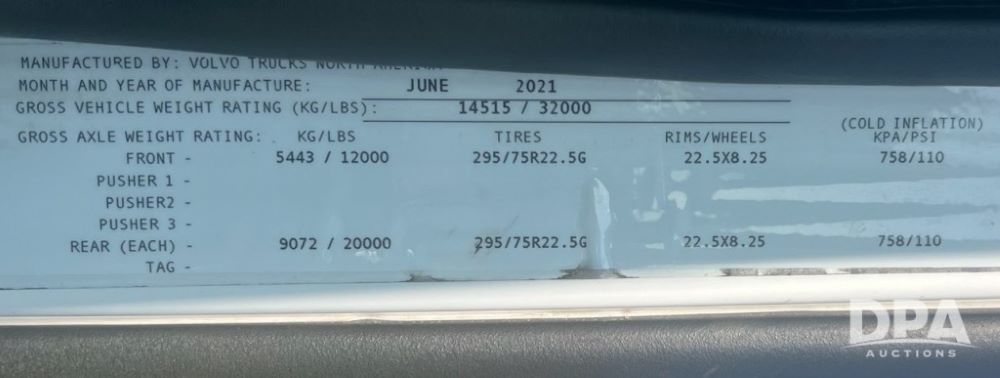 MANUFACTURED BY: VOLVO TRUCKS NORTH AMERICA
MONTH AND YEAR OF MANUFACTURE: JUNE 2021
GROSS VEHICLE WEIGHT RATING (KG/LBS): 14515 / 32000
(COLD INFLATION)
GROSS AXLE WEIGHT RATING: KG/LBS TIRES RIMS/WHEELS KPA/PSI
FRONT - 5443 / 12000 295/75R22.5G 22.5X8.25 758/110
PUSHER 1 -
PUSHER2 -
PUSHER 3 -
REAR (EACH) - 9072 / 20000 295/75R22.5G 22.5X8.25 758/110
TAG -
DPA
AUCTIONS